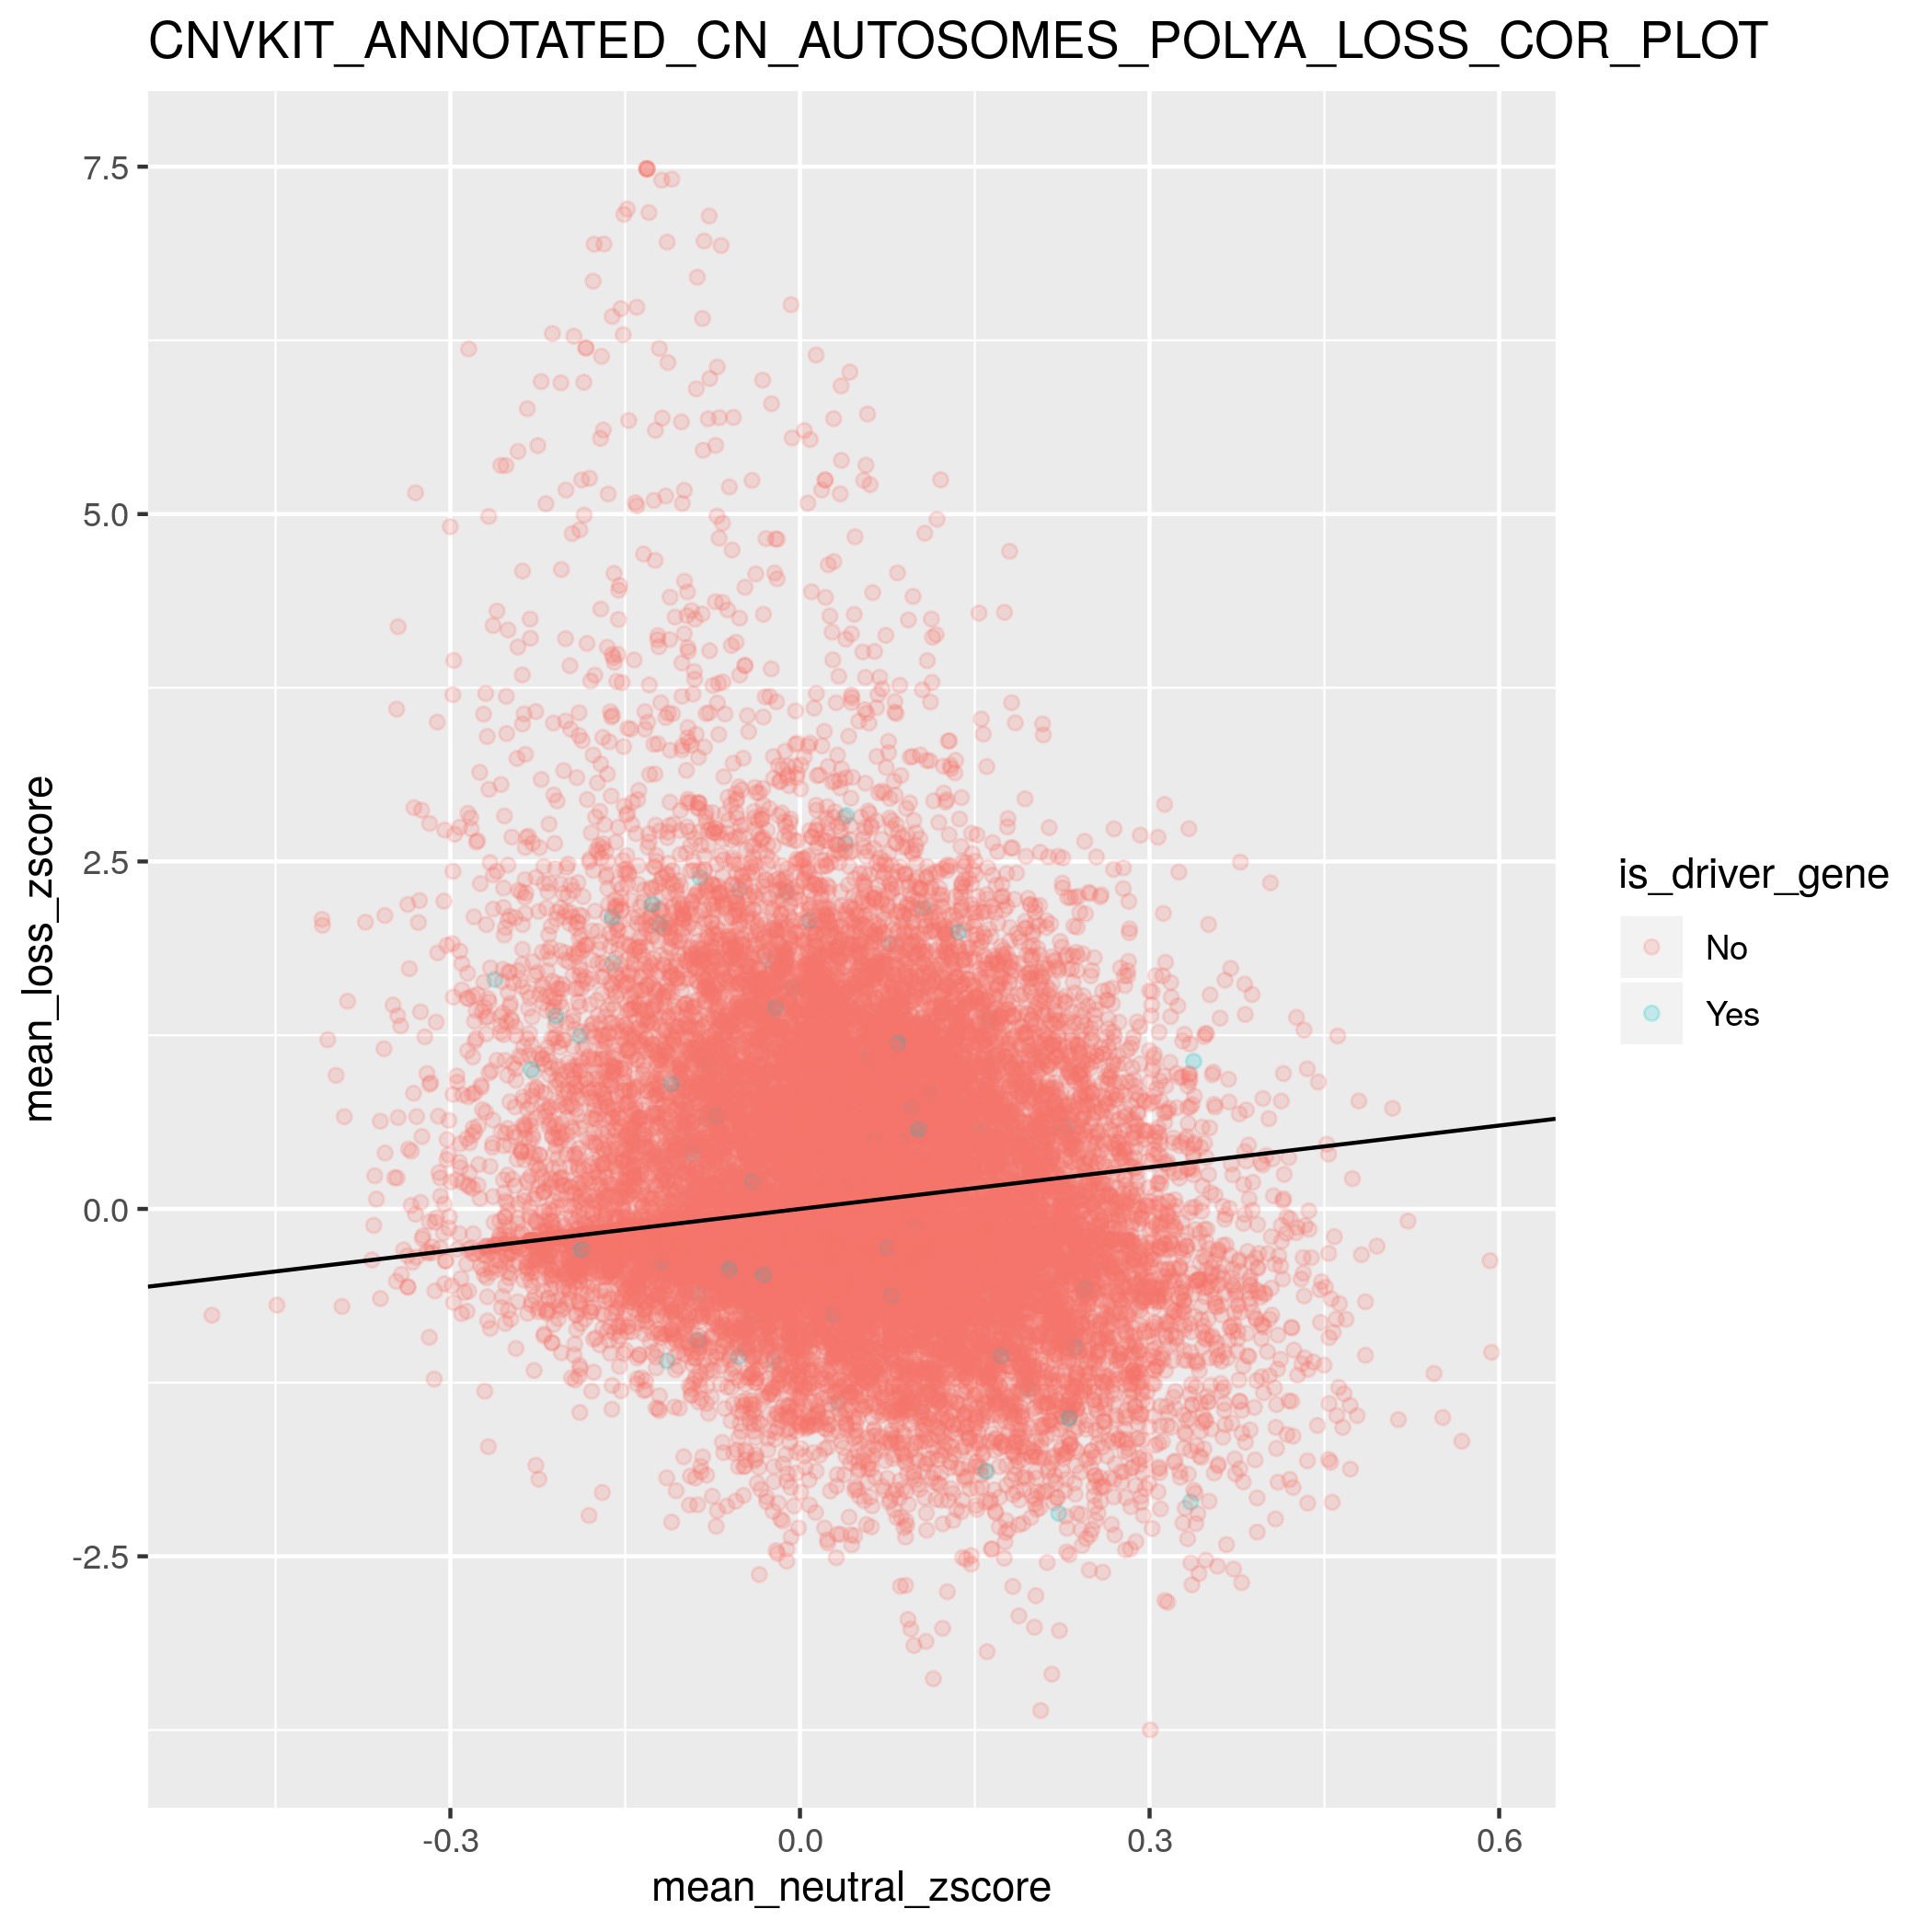 CNVKIT_ANNOTATED_CN_AUTOSOMES_POLYA_LOSS_COR_PLOT
7.5
5.0
2.5
0.0
-2.5
mean_loss_zscore
-0.3
0.0
0.3
0.6
mean_neutral_zscore
is_driver_gene
No
Yes